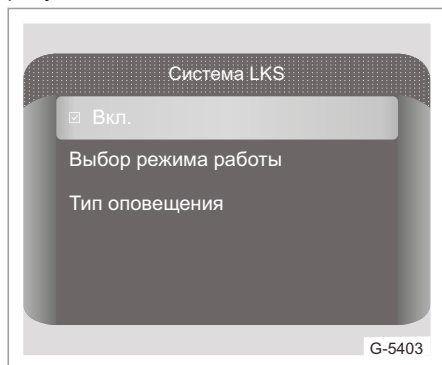 Система LKS
☑ Вкл.
Выбор режима работы
Тип оповещения
G-5403